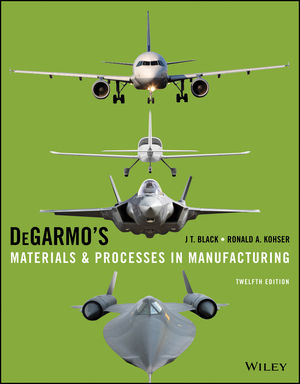 DEGARMO'S
J T. BLACK • RONALD A. KOHSER
MATERIALS & PROCESSES IN MANUFACTURING
TWELFTH EDITION
WILEY